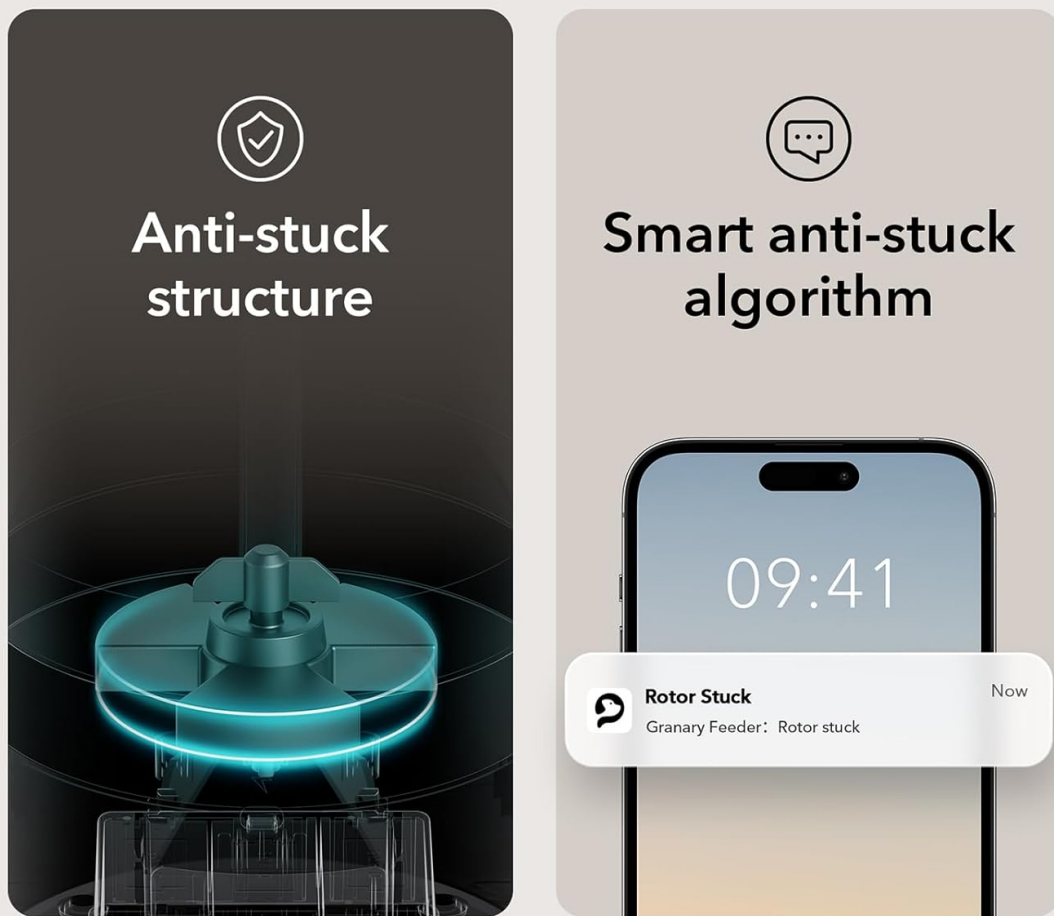 Anti-stuck
structure
Smart anti-stuck
algorithm
09:41
Rotor Stuck
Now
Granary Feeder：Rotor stuck